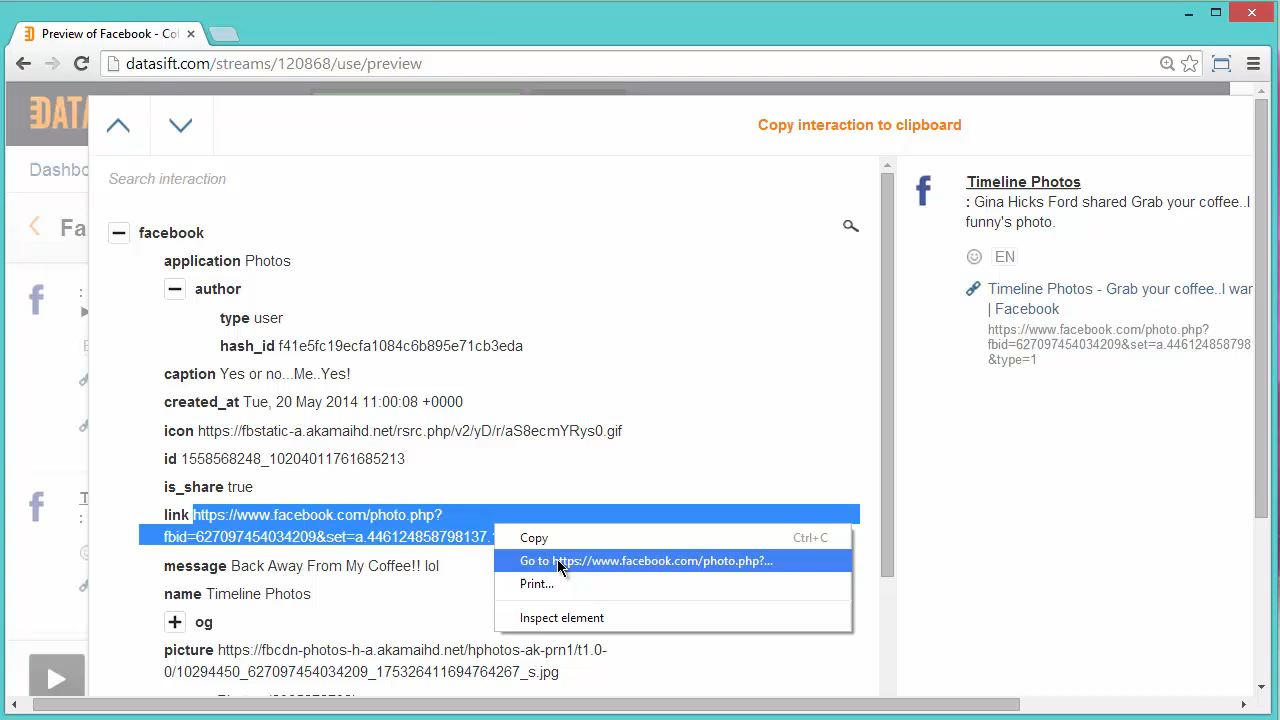 Preview of Facebook - Co
datasift.com/streams/120868/use/preview
DATA
Dashbo
Fa
Copy interaction to clipboard
Search interaction
facebook
application Photos
author
type user
hash_id f41e5fc19ecfa1084c6b895e71cb3eda
caption Yes or no...Me..Yes!
created_at Tue, 20 May 2014 11:00:08 +0000
icon https://fbstatic-a.akamaihd.net/rsrc.php/v2/yD/r/aS8ecmYRys0.gif
id 1558568248_10204011761685213
is_share true
link https://www.facebook.com/photo.php?
fbid=627097454034209&set=a.446124858798137.
message Back Away From My Coffee!! lol
name Timeline Photos
og
picture https://fbcdn-photos-h-a.akamaihd.net/hphotos-ak-prn1/t1.0-
0/10294450_627097454034209_175326411694764267_s.jpg
Copy Ctrl+C
Go to https://www.facebook.com/photo.php?...
Print...
Inspect element
Timeline Photos
: Gina Hicks Ford shared Grab your coffee..I
funny's photo.
EN
Timeline Photos - Grab your coffee..I war
| Facebook
https://www.facebook.com/photo.php?
fbid=627097454034209&set=a.4461248587981
&type=1